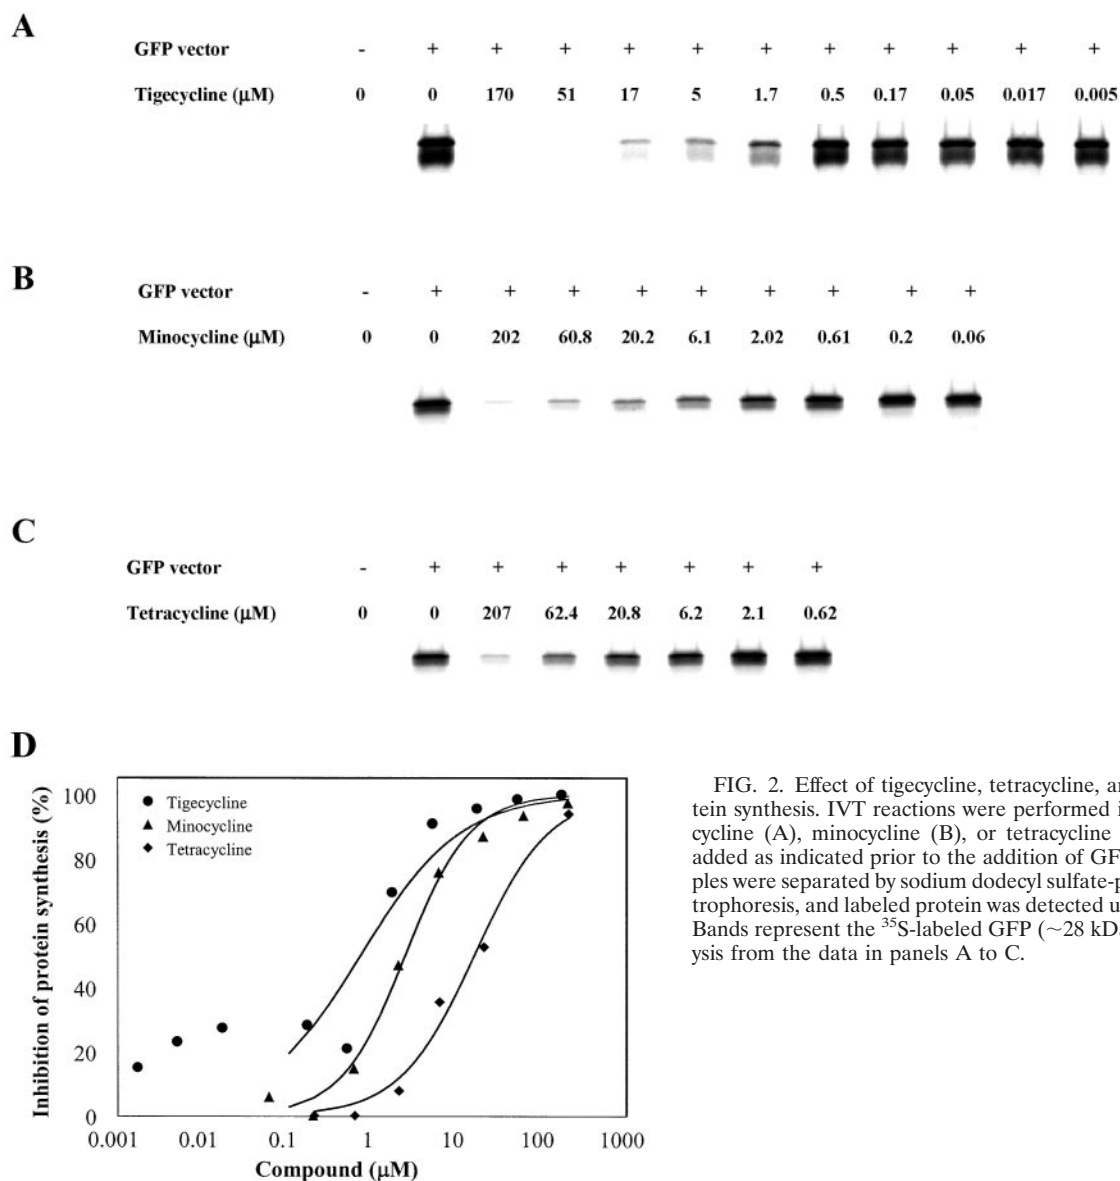 A
GFP vector - + + + + + + + + + + +
Tigecycline (μM) 0 0 170 51 17 5 1.7 0.5 0.17 0.05 0.017 0.005
B
GFP vector - + + + + + + + + +
Minocycline (μM) 0 0 202 60.8 20.2 6.1 2.02 0.61 0.2 0.06
C
GFP vector - + + + + + + +
Tetracycline (μM) 0 0 207 62.4 20.8 6.2 2.1 0.62
D
Inhibition of protein synthesis (%)
100
80
60
40
20
0
Tigecycline
Minocycline
Tetracycline
0.001 0.01 0.1 1 10 100 1000
Compound (μM)
FIG. 2. Effect of tigecycline, tetracycline, an
tein synthesis. IVT reactions were performed i
cycline (A), minocycline (B), or tetracycline
added as indicated prior to the addition of GF
ples were separated by sodium dodecyl sulfate-p
trophoresis, and labeled protein was detected u
Bands represent the ³⁵S-labeled GFP (~28 kD
ysis from the data in panels A to C.